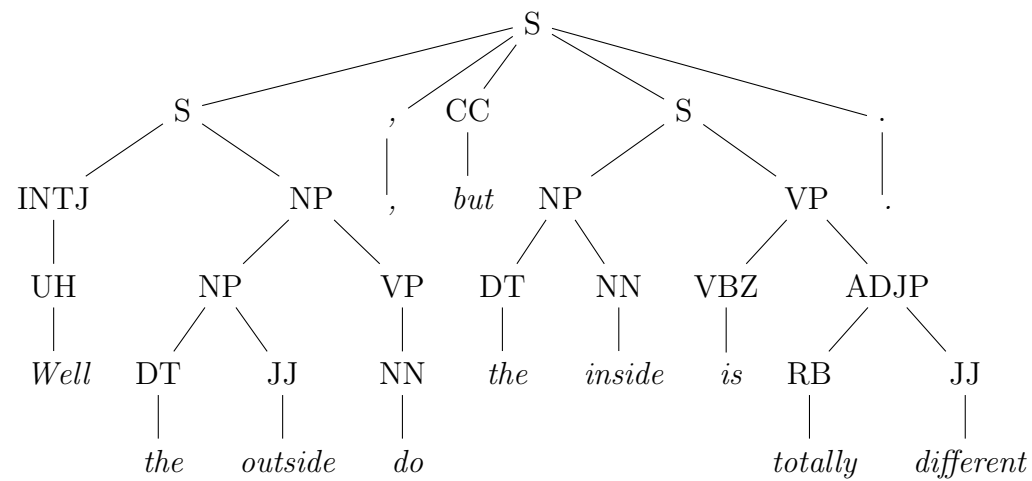 S
S , CC S .
INTJ NP , but NP VP .
UH NP VP DT NN VBZ ADJP
Well DT JJ NN the inside is RB JJ
the outside do totally different